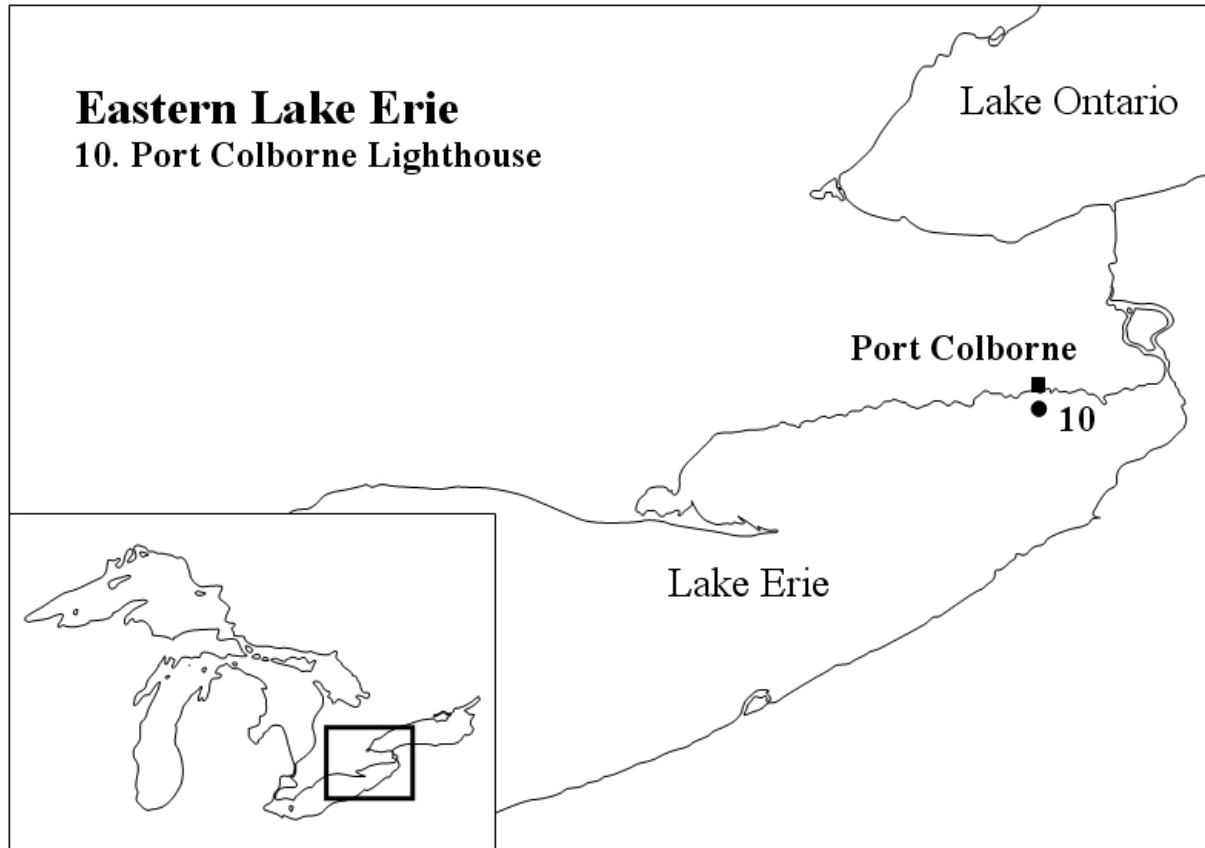 Eastern Lake Erie
10. Port Colborne Lighthouse
Lake Ontario
Port Colborne
10
Lake Erie